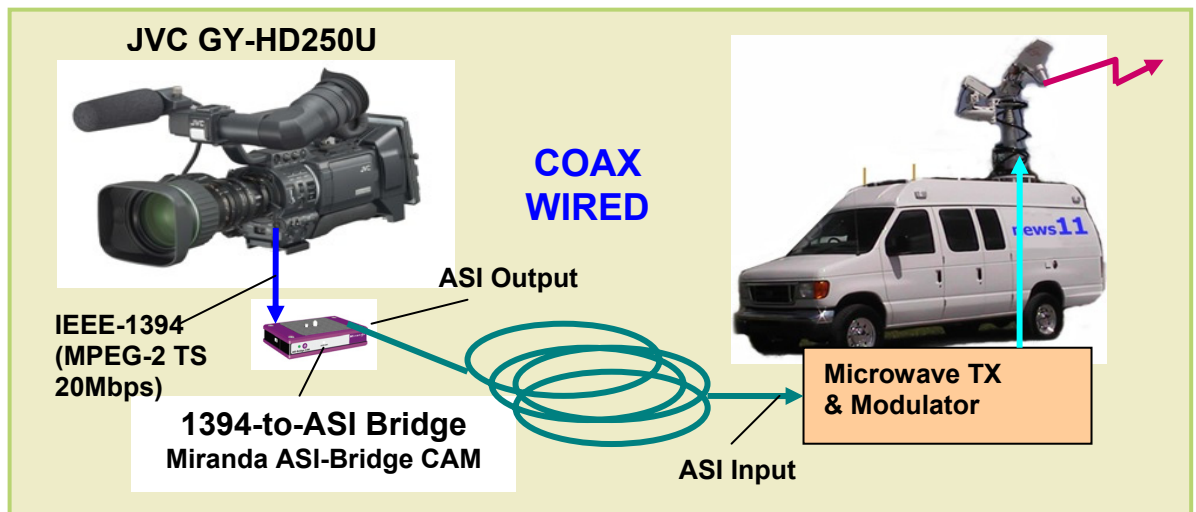 JVC GY-HD250U
JVC
COAX
WIRED
news11
ASI Output
IEEE-1394
(MPEG-2 TS
20Mbps)
1394-to-ASI Bridge
Miranda ASI-Bridge CAM
Microwave TX
& Modulator
ASI Input